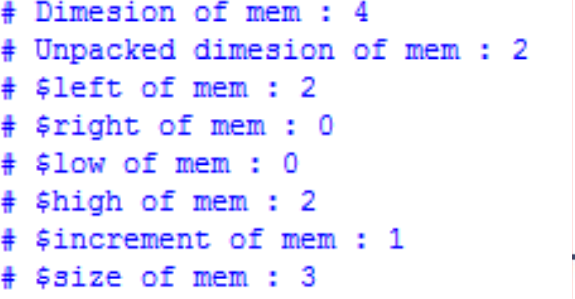 # Dimesion of mem : 4
# Unpacked dimesion of mem : 2
# $left of mem : 2
# $right of mem : 0
# $low of mem : 0
# $high of mem : 2
# $increment of mem : 1
# $size of mem : 3